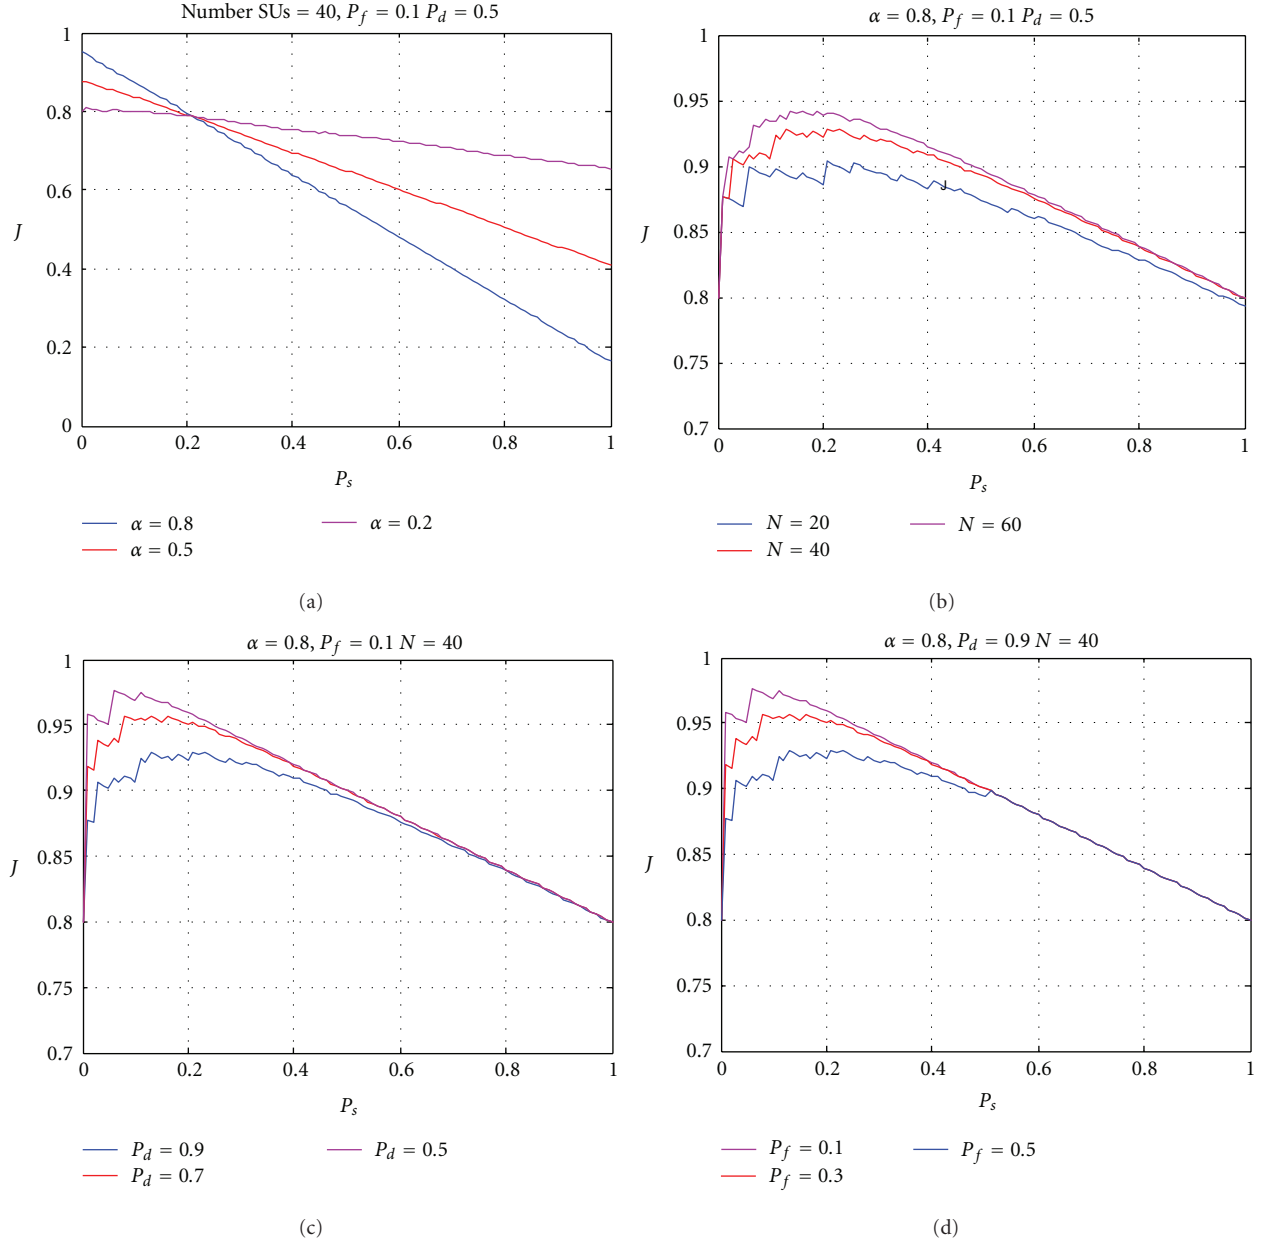 Number SUs = 40, P_f = 0.1 P_d = 0.5
1
0.8
0.6
J
0.4
0.2
0
0 0.2 0.4 0.6 0.8 1
P_s
α = 0.8
α = 0.2
α = 0.5
(a)
α = 0.8, P_f = 0.1 P_d = 0.5
1
0.95
0.9
J
0.85
J
0.8
0.75
0.7
0 0.2 0.4 0.6 0.8 1
P_s
N = 20
N = 60
N = 40
(b)
α = 0.8, P_f = 0.1 N = 40
1
0.95
0.9
0.85
J
0.8
0.75
0.7
0 0.2 0.4 0.6 0.8 1
P_s
P_d = 0.9
P_d = 0.5
P_d = 0.7
(c)
α = 0.8, P_d = 0.9 N = 40
1
0.95
0.9
0.85
J
0.8
0.75
0.7
0 0.2 0.4 0.6 0.8 1
P_s
P_f = 0.1
P_f = 0.5
P_f = 0.3
(d)